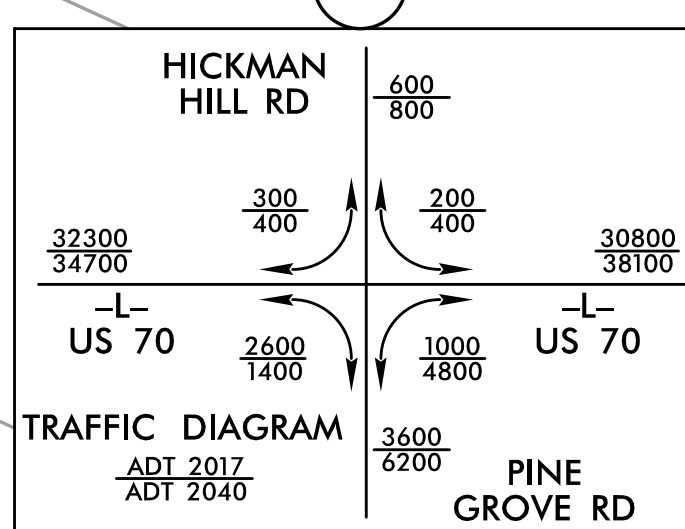 HICKMAN
HILL RD
600
800
300
400
200
400
32300
34700
30800
38100
–L–
US 70
–L–
US 70
2600
1400
1000
4800
TRAFFIC DIAGRAM
ADT 2017
ADT 2040
3600
6200
PINE
GROVE RD